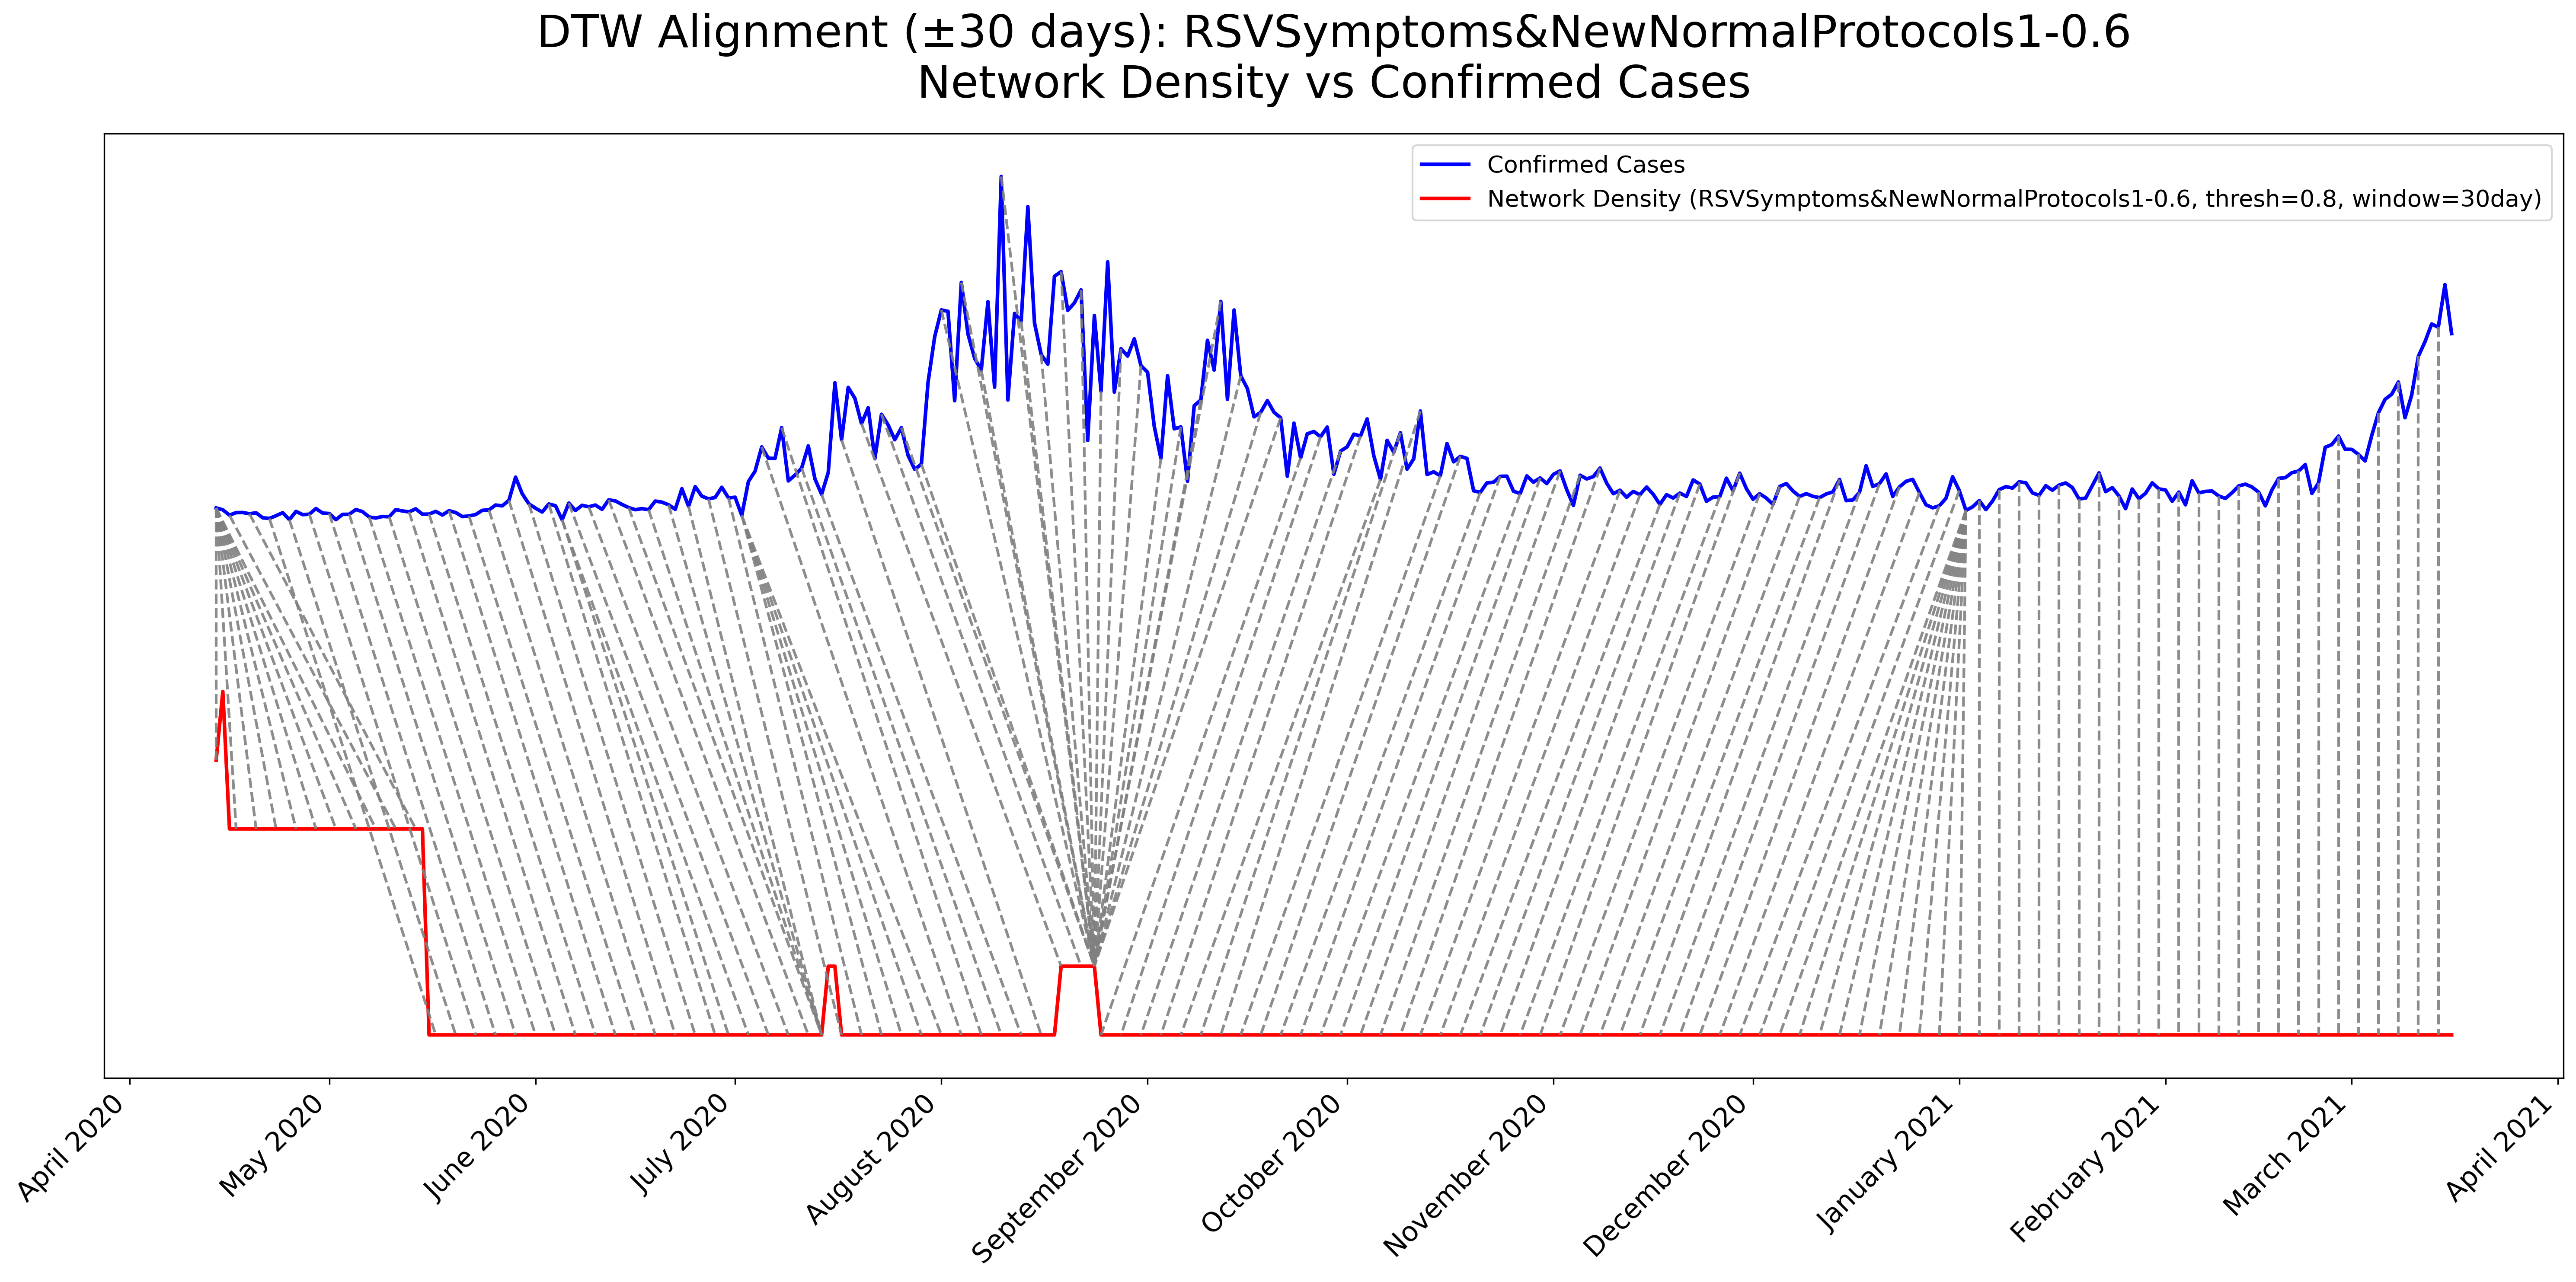 DTW Alignment (±30 days): RSVSymptoms&NewNormalProtocols1-0.6
Network Density vs Confirmed Cases
Confirmed Cases
Network Density (RSVSymptoms&NewNormalProtocols1-0.6, thresh=0.8, window=30day)
April 2020
May 2020
June 2020
July 2020
August 2020
September 2020
October 2020
November 2020
December 2020
January 2021
February 2021
March 2021
April 2021